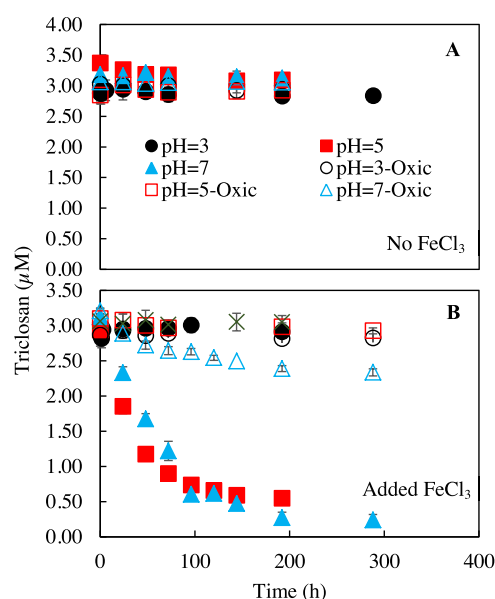 4.00
A
3.50
3.00
2.50
2.00
pH=3
pH=5
1.50
pH=7
pH=3-Oxic
1.00
pH=5-Oxic
pH=7-Oxic
0.50
No FeCl₃
0.00
Triclosan (µM)
3.50
B
3.00
2.50
2.00
1.50
1.00
0.50
Added FeCl₃
0.00
0 100 200 300 400
Time (h)